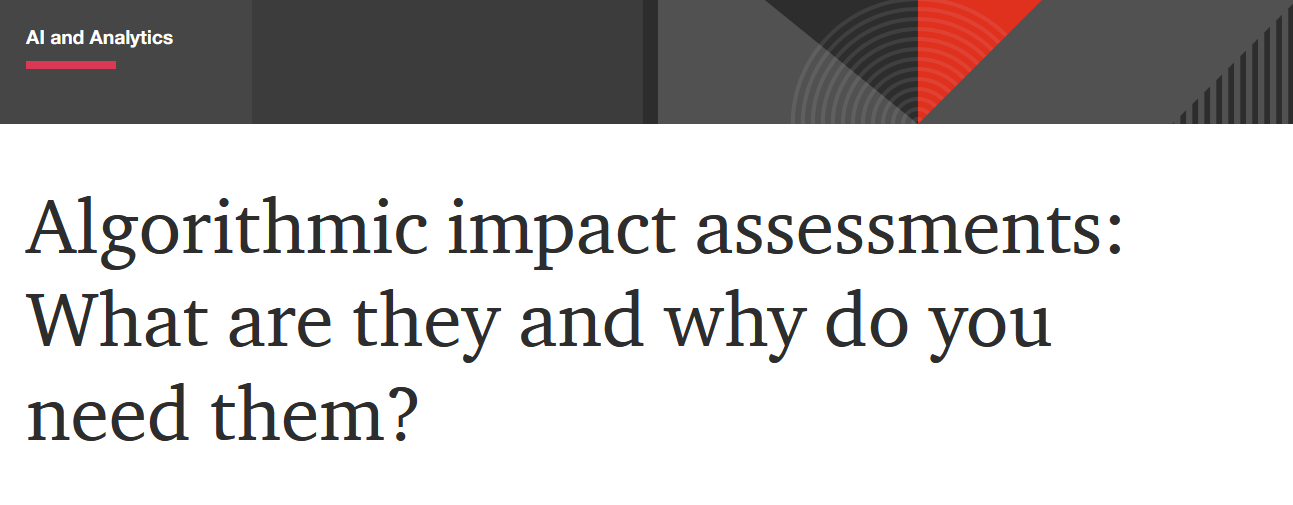 AI and Analytics
Algorithmic impact assessments:
What are they and why do you
need them?